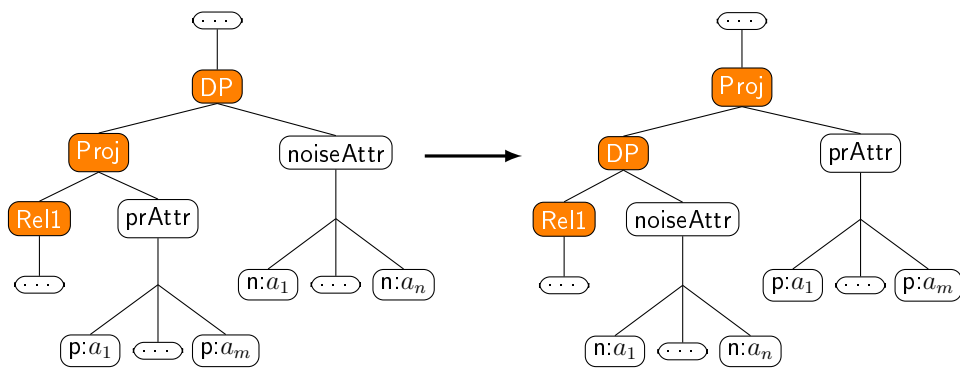 . . .
. . .
DP
Proj
Proj
noiseAttr
DP
prAttr
Rel1
prAttr
Rel1
noiseAttr
. . .
n:a1
. . .
n:an
. . .
p:a1
. . .
p:am
p:a1
. . .
p:am
n:a1
. . .
n:an